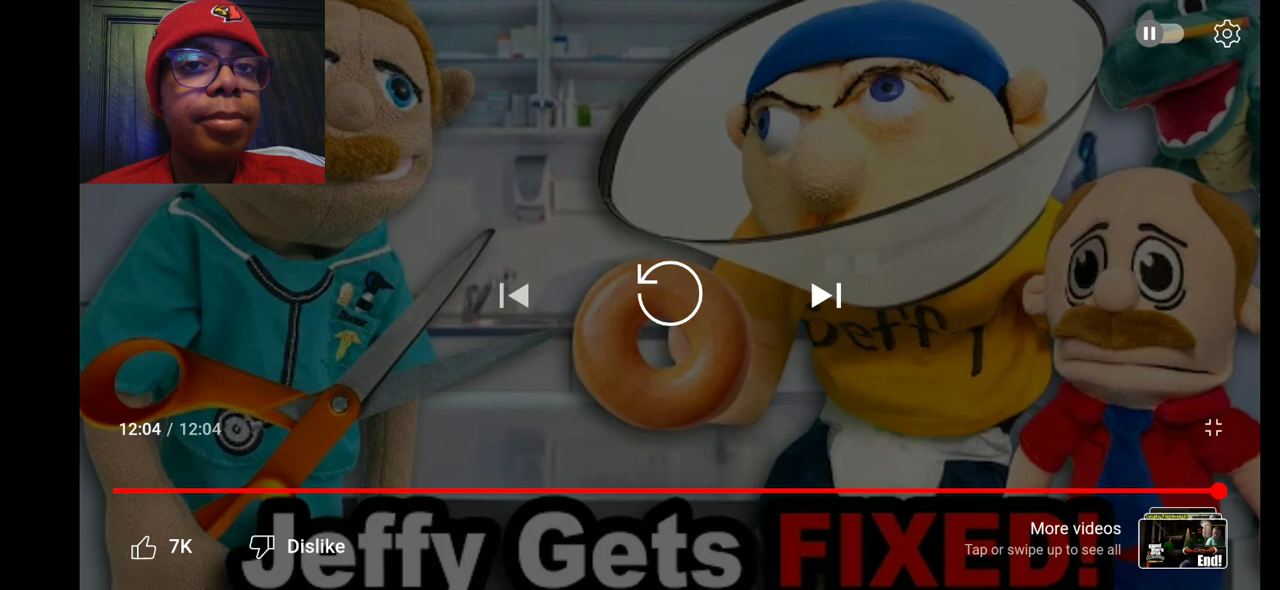 Jeffy
12:04 / 12:04
More videos
Tap or swipe up to see all
7K
Dislike
Jeffy Gets FIXED!
End!